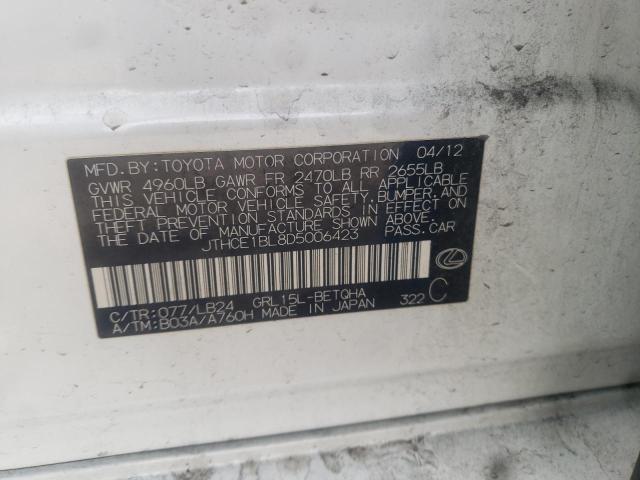 MFD.BY:TOYOTA MOTOR CORPORATION 04/12
GVWR 4960LB GAWR FR 2470LB RR 2655LB
THIS VEHICLE CONFORMS TO ALL APPLICABLE
FEDERAL MOTOR VEHICLE SAFETY,BUMPER,AND
THEFT PREVENTION STANDARDS IN EFFECT ON
THE DATE OF MANUFACTURE SHOWN ABOVE.
JTHCE1BL8D5006423 PASS.CAR
C/TR:077/LB24 GRL15L-BETQHA
A/TM:B03A/A760H MADE IN JAPAN 322 C